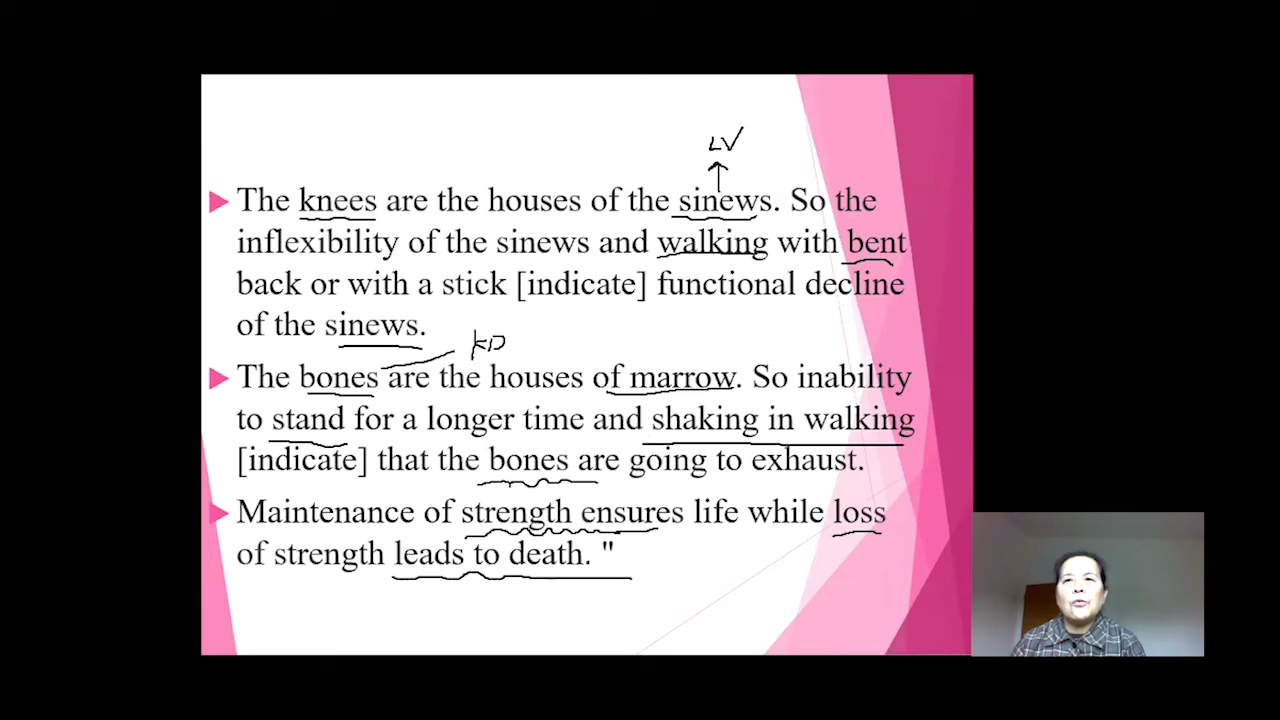 LV
The knees are the houses of the sinews. So the
inflexibility of the sinews and walking with bent
back or with a stick [indicate] functional decline
of the sinews.
KD
The bones are the houses of marrow. So inability
to stand for a longer time and shaking in walking
[indicate] that the bones are going to exhaust.
Maintenance of strength ensures life while loss
of strength leads to death. "